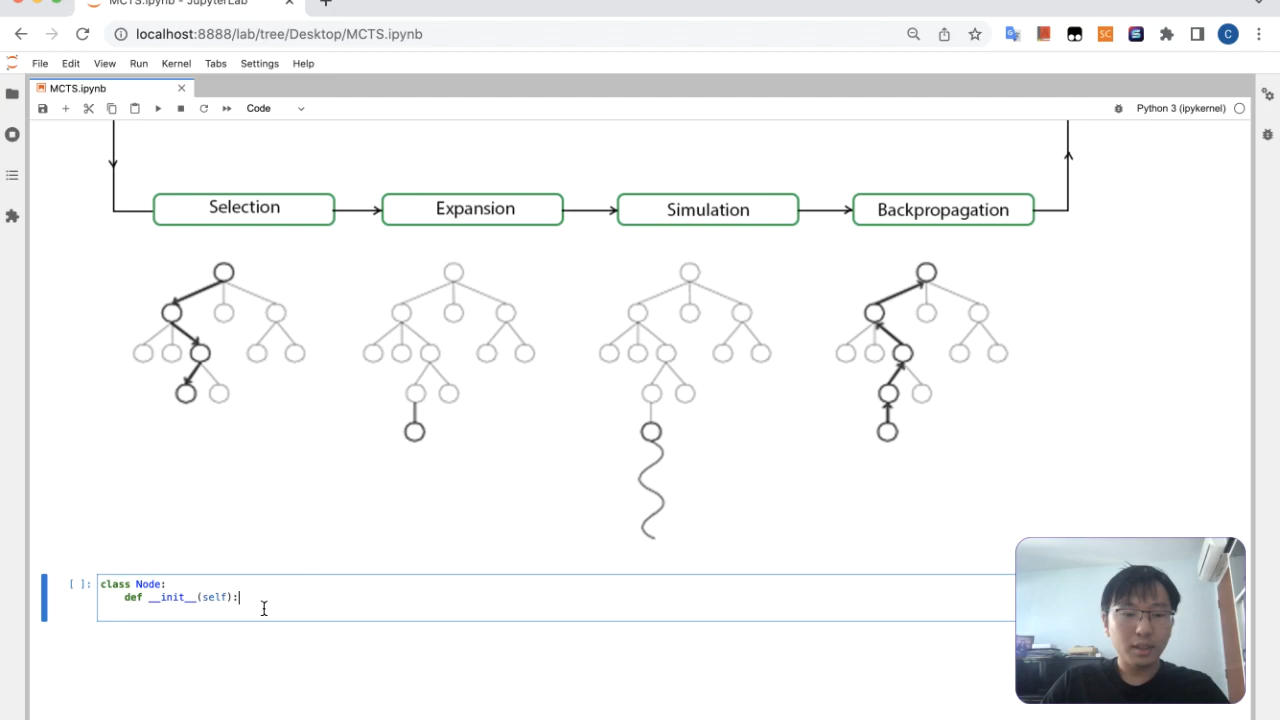 MCTS.ipynb - JupyterLab
localhost:8888/lab/tree/Desktop/MCTS.ipynb
SC
S
C
File Edit View Run Kernel Tabs Settings Help
MCTS.ipynb
Code
Python 3 (ipykernel)
Selection Expansion Simulation Backpropagation
[ ]: class Node:
def __init__(self):